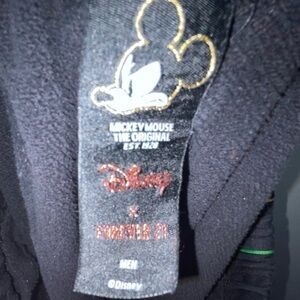 MICKEY MOUSE
THE ORIGINAL
EST. 1928
Disney
X
FOREVER 21
MEN
©Disney